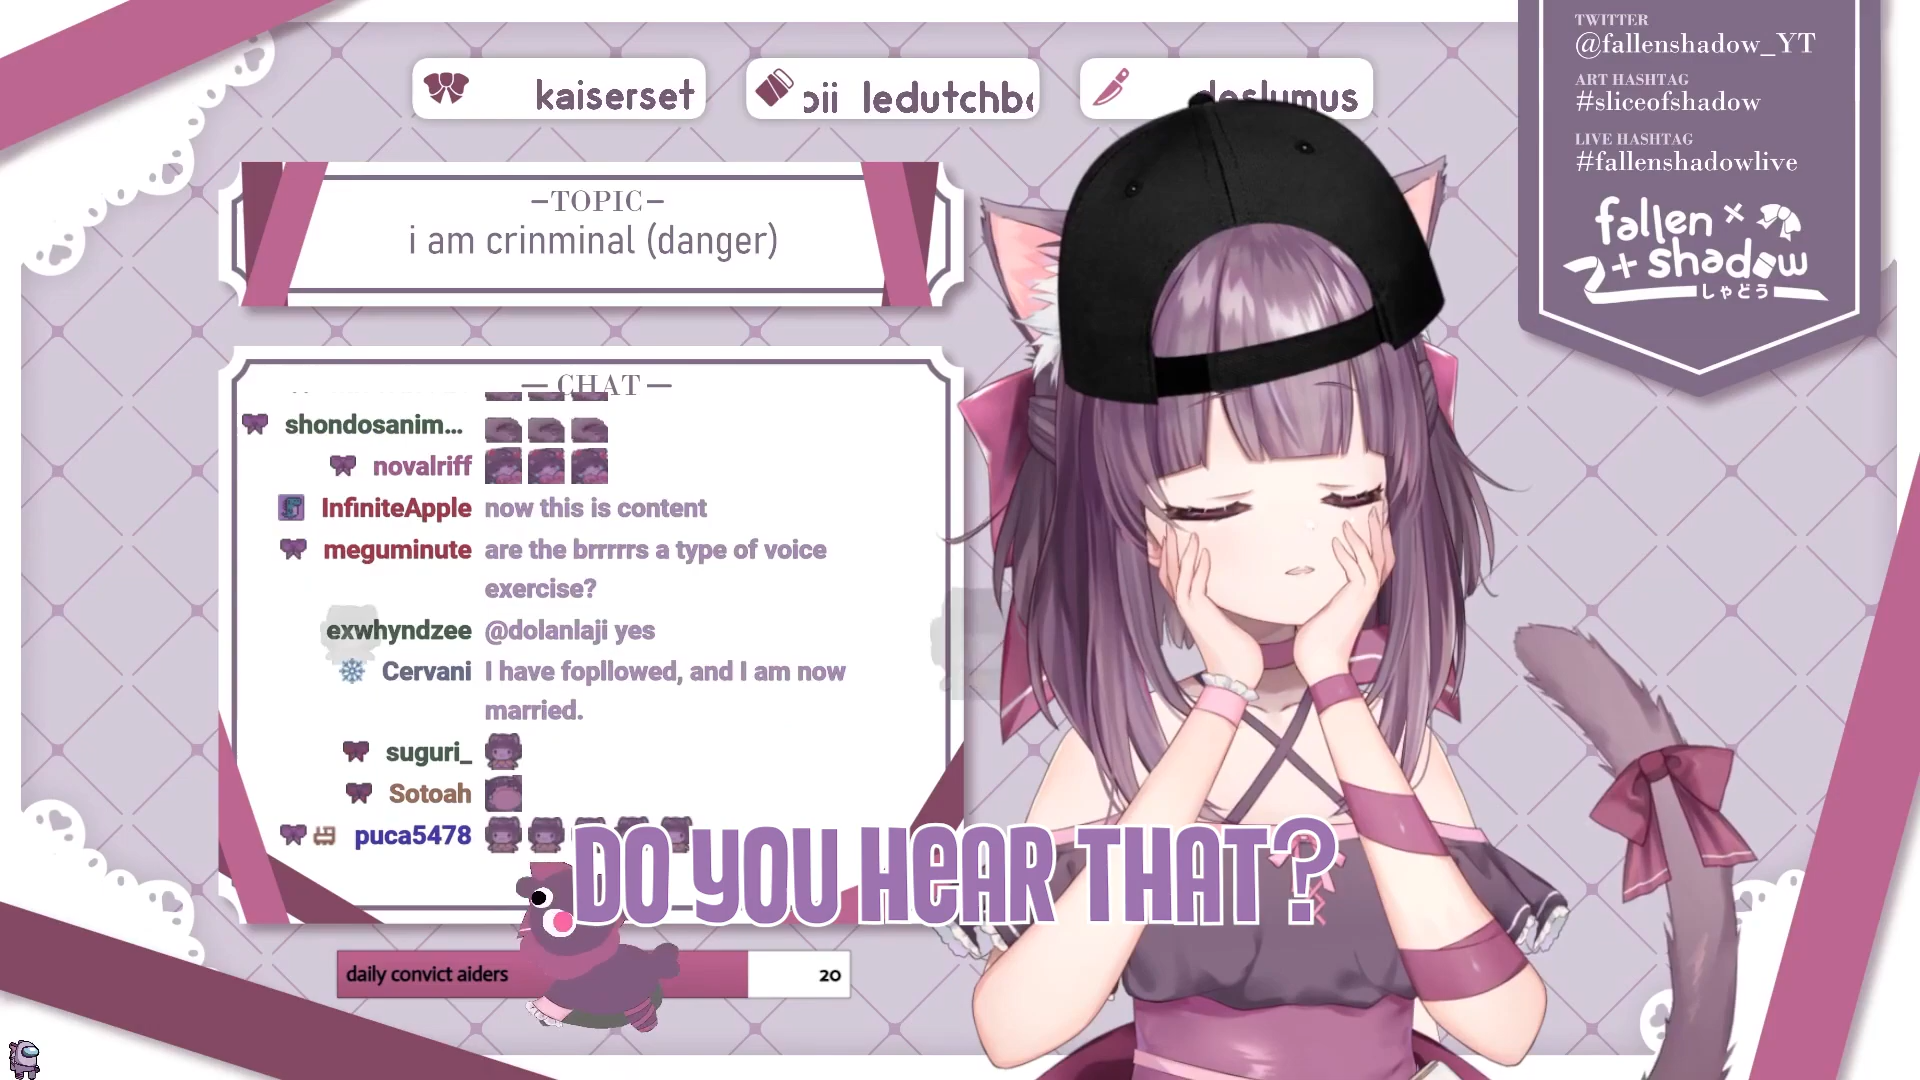 kaiserset
ledutchb
deslumus
TWITTER
@fallenshadow_YT
ART HASHTAG
#sliceofshadow
LIVE HASHTAG
#fallenshadowlive
fallen ×
shadow
しゃどう
–TOPIC–
i am crinminal (danger)
— CHAT —
shondosanim...
novalriff
InfiniteApple now this is content
meguminute are the brrrrrs a type of voice
exercise?
exwhyndzee @dolanlaji yes
Cervani I have fopllowed, and I am now
married.
suguri_
Sotoah
puca5478
DO YOU HEAR THAT?
daily convict aiders 20